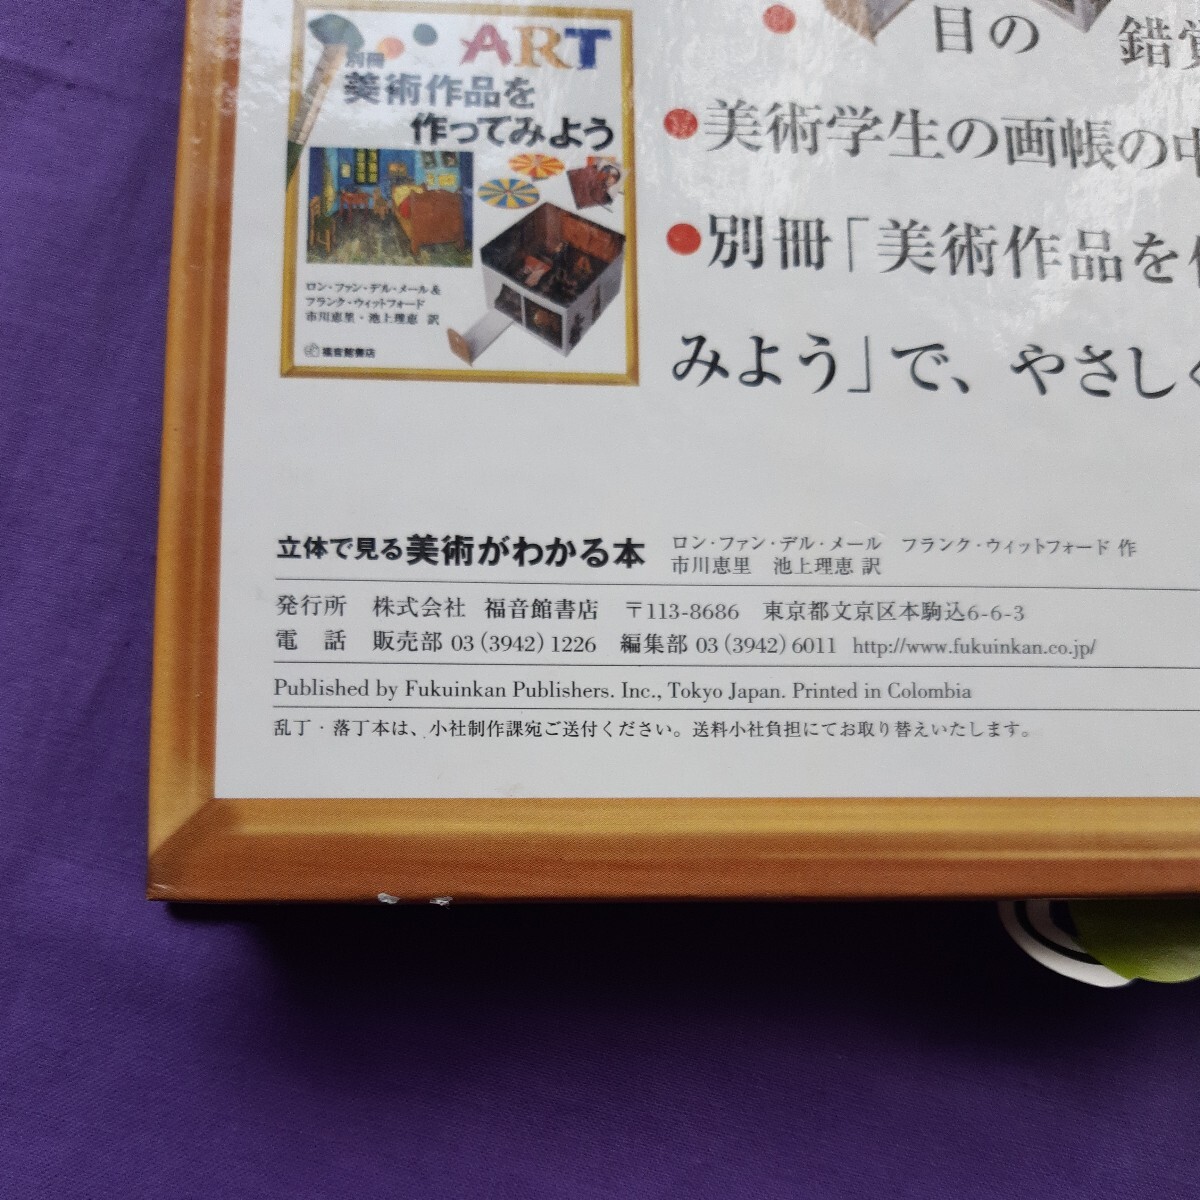 ART
別冊
美術作品を
作ってみよう
ロン・ファン・デル・メール&
フランク・ウィットフォード
市川恵里・池上理恵 訳
福音館書店
目の 錯覚
●美術学生の画帳の中
●別冊「美術作品を作
みよう」で、やさしく
立体で見る美術がわかる本 ロン・ファン・デル・メール フランク・ウィットフォード 作
市川恵里 池上理恵 訳
発行所 株式会社 福音館書店 〒113-8686 東京都文京区本駒込6-6-3
電 話 販売部 03(3942)1226 編集部 03(3942)6011 http://www.fukuinkan.co.jp/
Published by Fukuinkan Publishers. Inc., Tokyo Japan. Printed in Colombia
乱丁・落丁本は、小社制作課宛ご送付ください。送料小社負担にてお取り替えいたします。